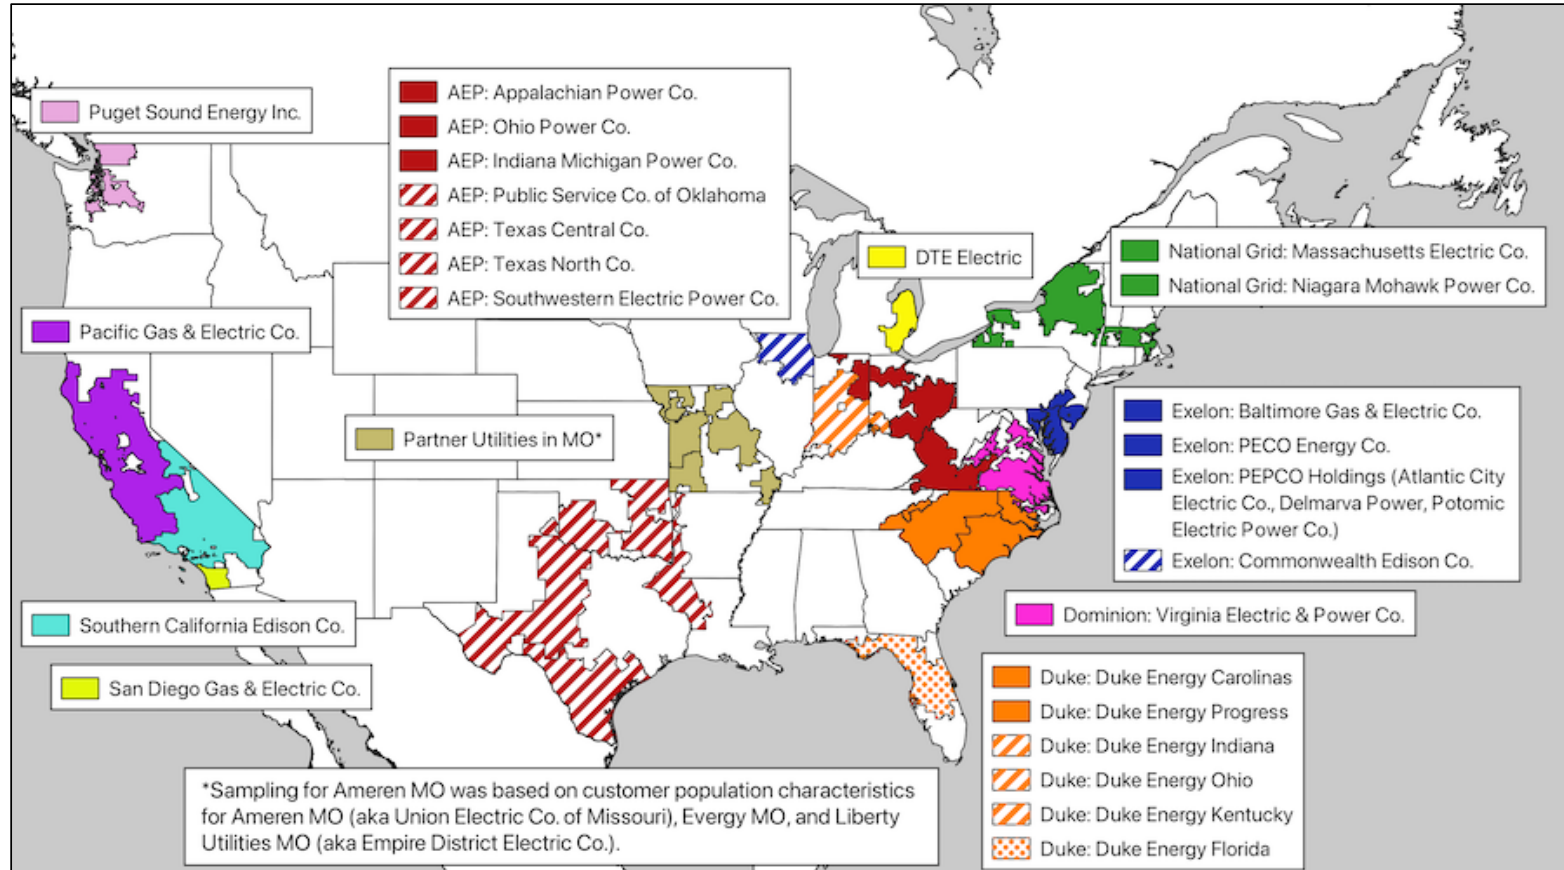 Puget Sound Energy Inc.
AEP: Appalachian Power Co.
AEP: Ohio Power Co.
AEP: Indiana Michigan Power Co.
AEP: Public Service Co. of Oklahoma
AEP: Texas Central Co.
AEP: Texas North Co.
AEP: Southwestern Electric Power Co.
DTE Electric
National Grid: Massachusetts Electric Co.
National Grid: Niagara Mohawk Power Co.
Pacific Gas & Electric Co.
Partner Utilities in MO*
Exelon: Baltimore Gas & Electric Co.
Exelon: PECO Energy Co.
Exelon: PEPCO Holdings (Atlantic City
Electric Co., Delmarva Power, Potomic
Electric Power Co.)
Exelon: Commonwealth Edison Co.
Southern California Edison Co.
Dominion: Virginia Electric & Power Co.
San Diego Gas & Electric Co.
Duke: Duke Energy Carolinas
Duke: Duke Energy Progress
Duke: Duke Energy Indiana
Duke: Duke Energy Ohio
Duke: Duke Energy Kentucky
Duke: Duke Energy Florida
*Sampling for Ameren MO was based on customer population characteristics
for Ameren MO (aka Union Electric Co. of Missouri), Evergy MO, and Liberty
Utilities MO (aka Empire District Electric Co.).